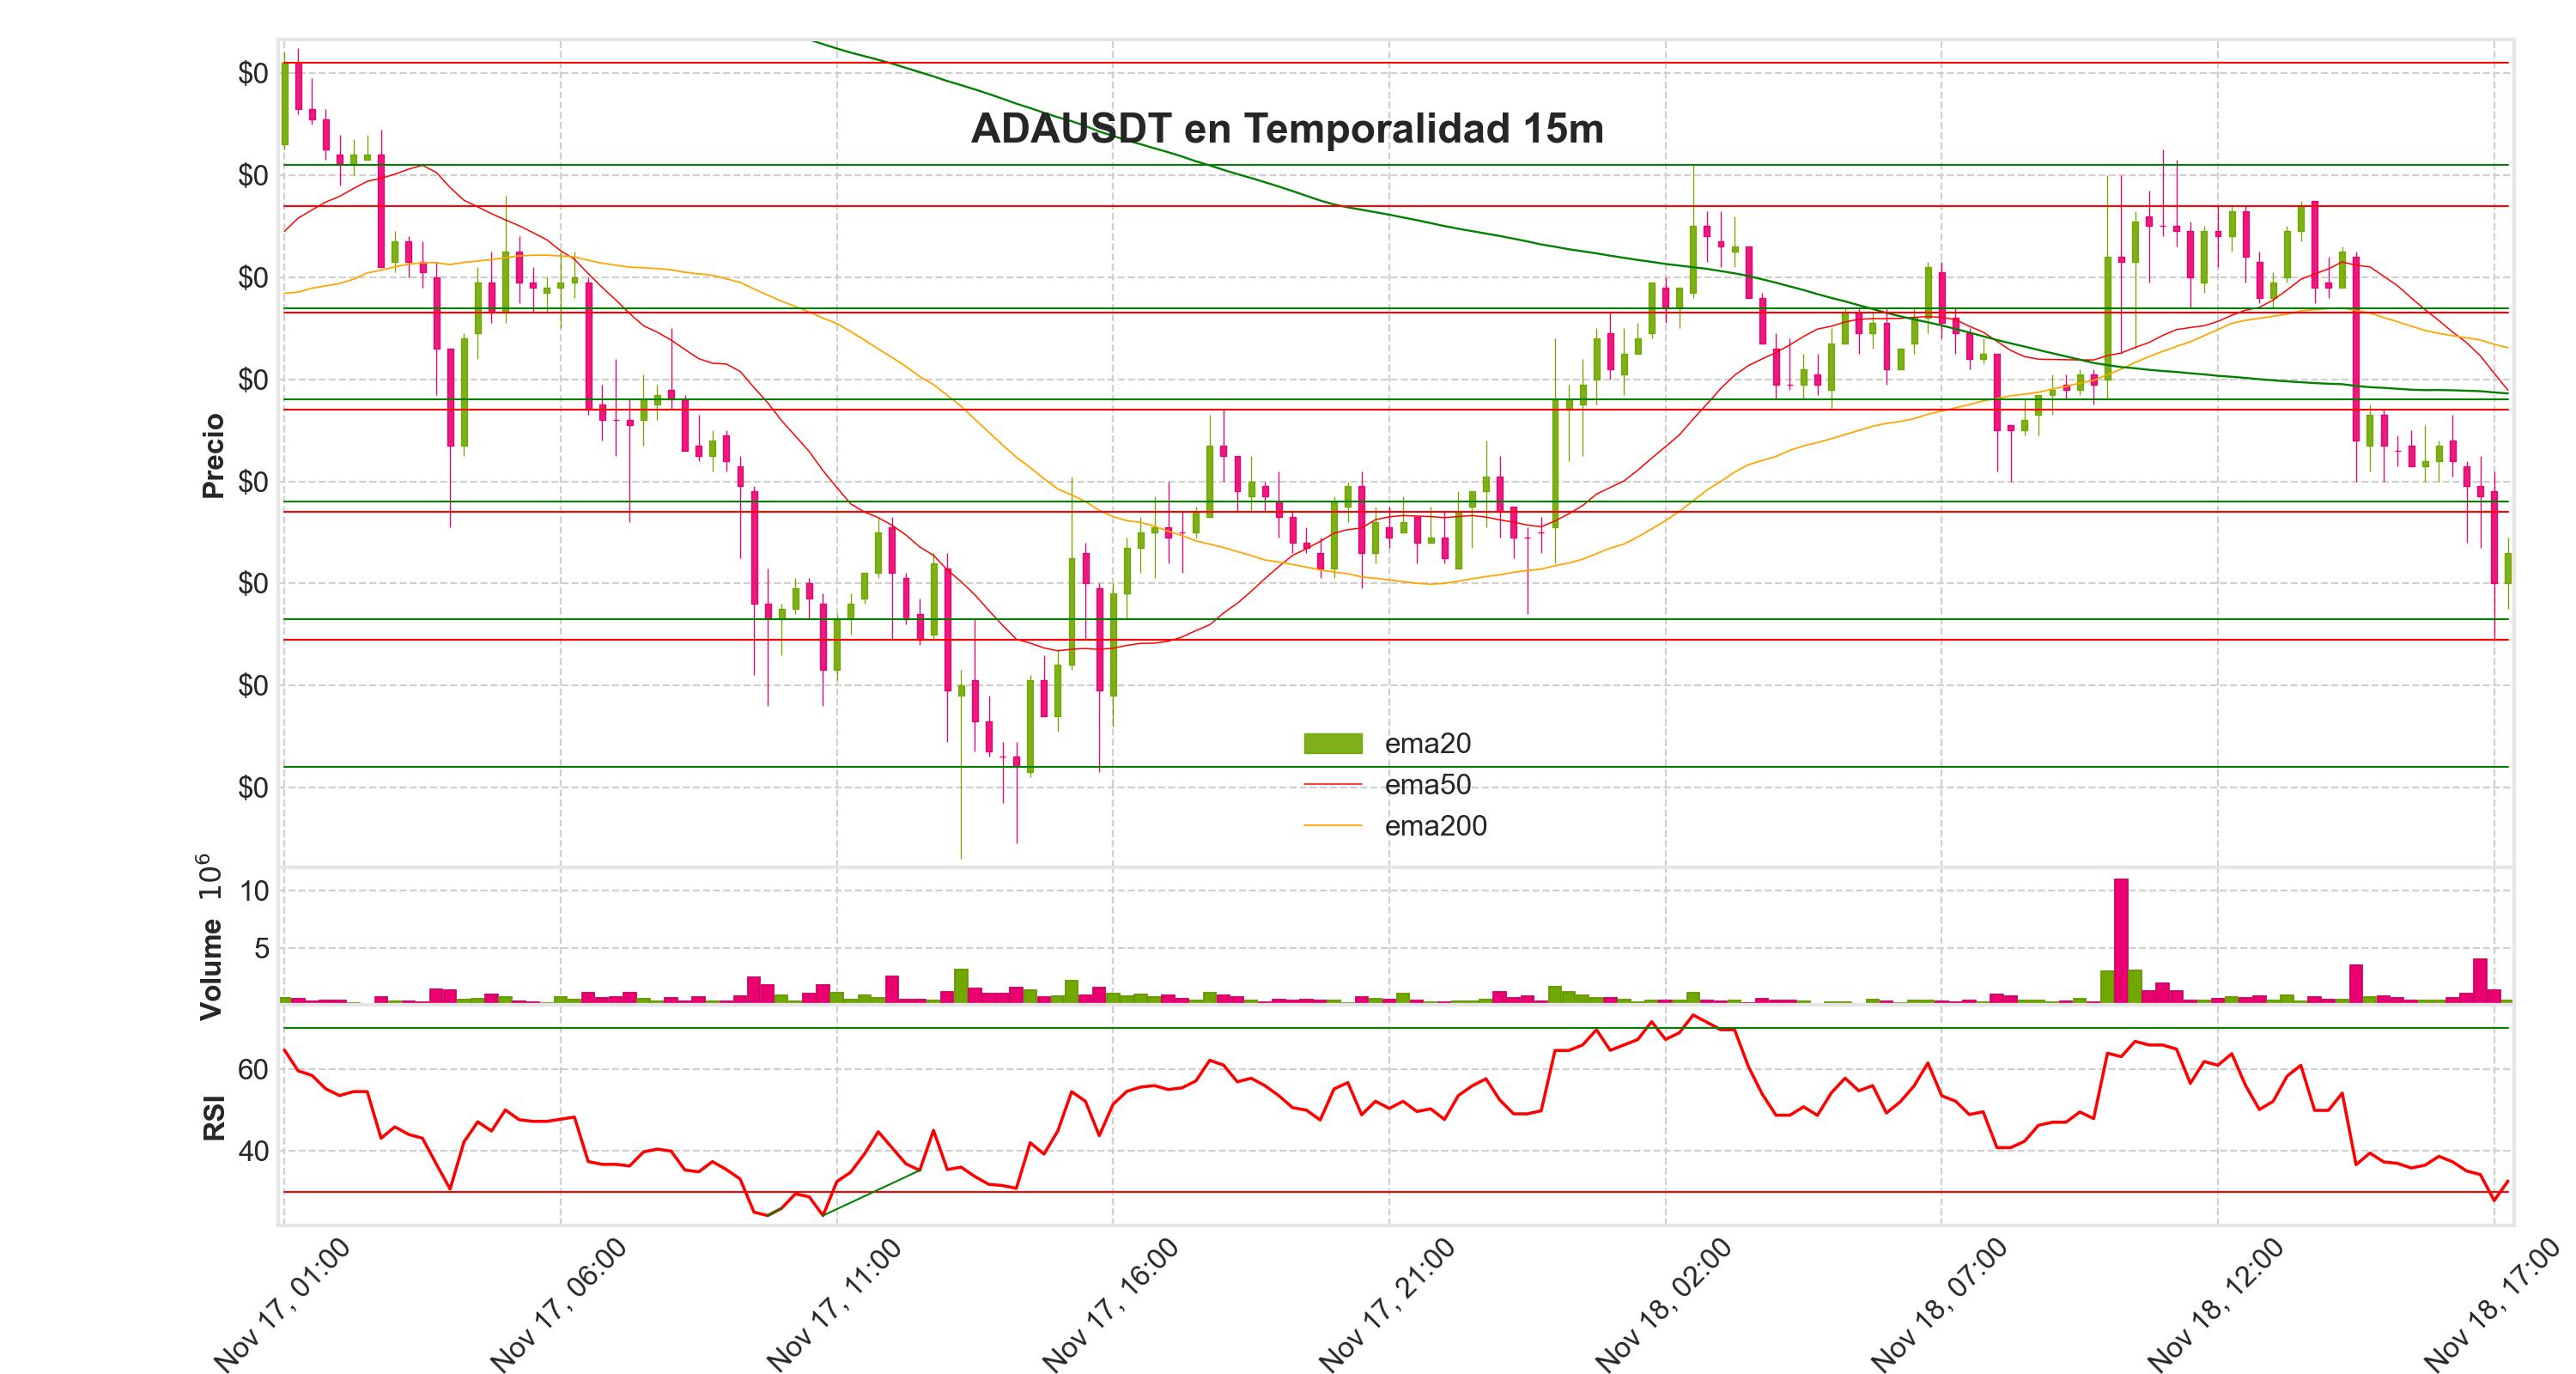 ADAUSDT en Temporalidad 15m
Precio
$0
$0
$0
$0
$0
$0
$0
$0
ema20
ema50
ema200
Volume 10⁶
10
5
RSI
60
40
Nov 17, 01:00
Nov 17, 06:00
Nov 17, 11:00
Nov 17, 16:00
Nov 17, 21:00
Nov 18, 02:00
Nov 18, 07:00
Nov 18, 12:00
Nov 18, 17:00